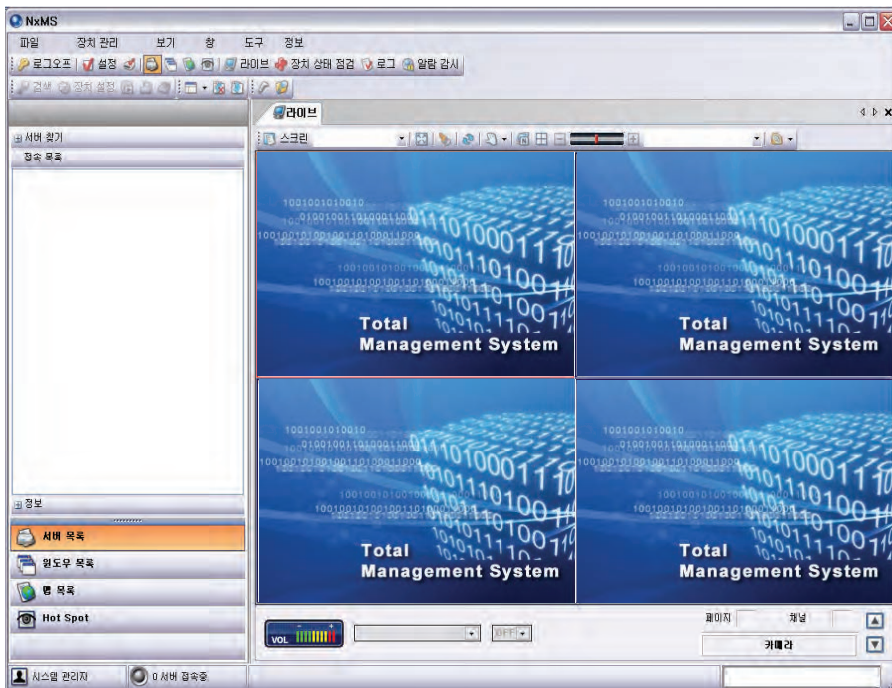 NxMS
파일 장치 관리 보기 창 도구 정보
로그오프 설정 라이브 장치 상태 점검 로그 알람 감시
검색 장치 설정
라이브
서버 찾기
스크린
접속 목록
1001001010010
Total
Management System
1001001010010
Total
Management System
1001001010010
Total
Management System
1001001010010
Total
Management System
정보
서버 목록
윈도우 목록
맵 목록
Hot Spot
VOL - +
OFF
페이지 채널
카메라
시스템 관리자 0 서버 접속중